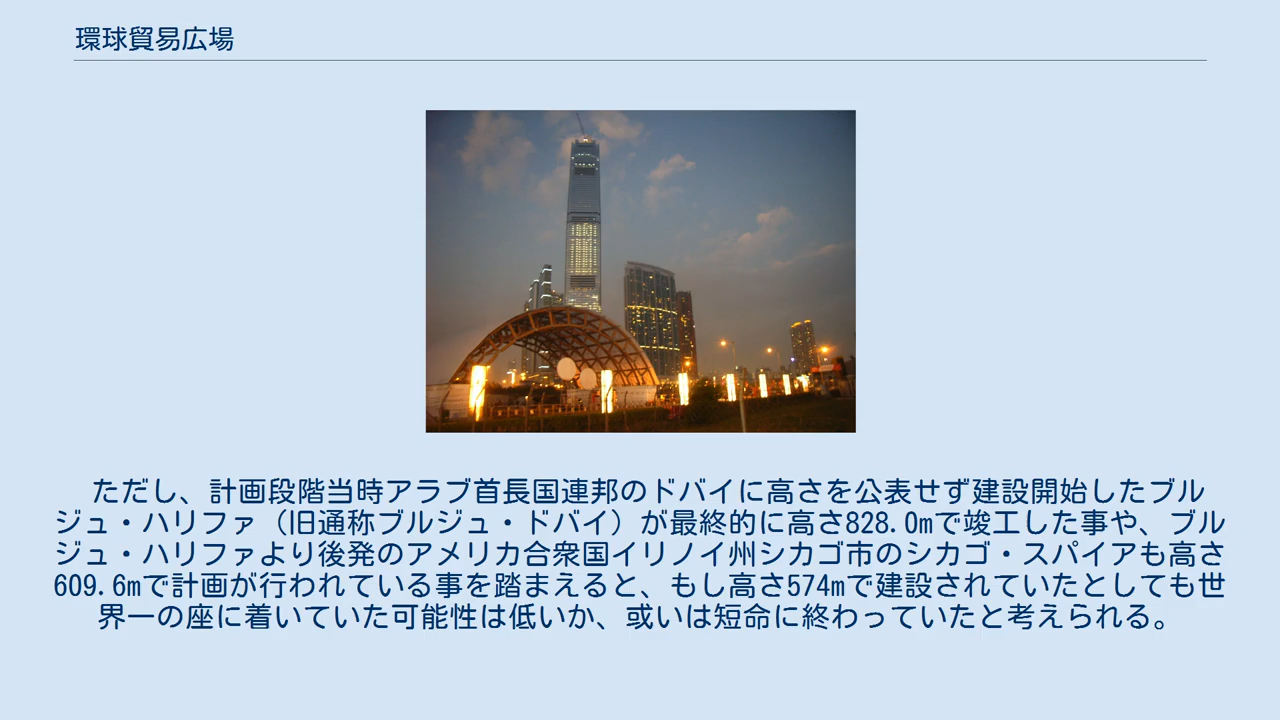 環球貿易広場
ただし、計画段階当時アラブ首長国連邦のドバイに高さを公表せず建設開始したブル
ジュ・ハリファ（旧通称ブルジュ・ドバイ）が最終的に高さ828.0mで竣工した事や、ブル
ジュ・ハリファより後発のアメリカ合衆国イリノイ州シカゴ市のシカゴ・スパイアも高さ
609.6mで計画が行われている事を踏まえると、もし高さ574mで建設されていたとしても世
界一の座に着いていた可能性は低いか、或いは短命に終わっていたと考えられる。